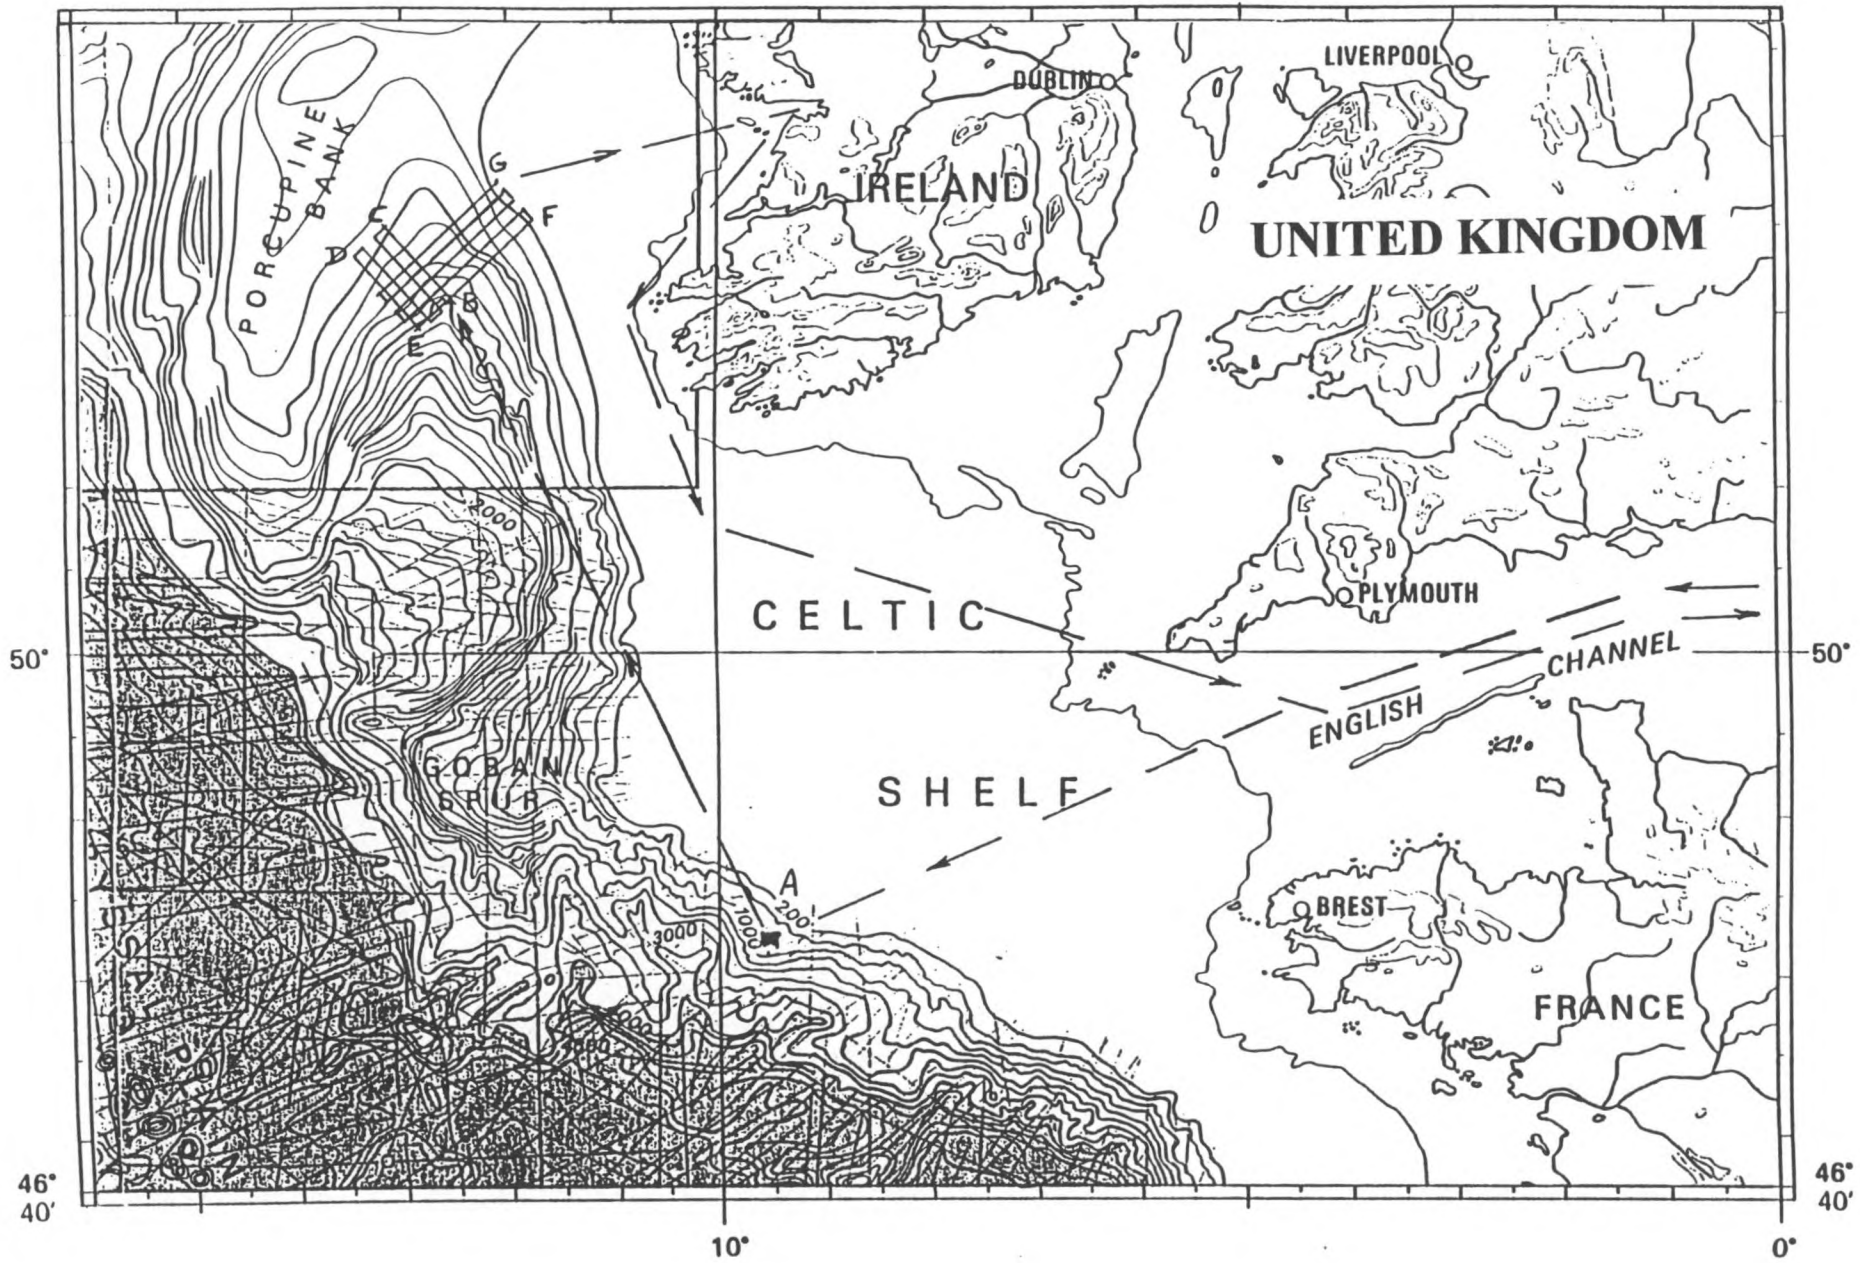 LIVERPOOL
DUBLIN
PORCUPINE
BANK
G
IRELAND
C
F
UNITED KINGDOM
D
B
E
2000
CELTIC
PLYMOUTH
50°
50°
CHANNEL
ENGLISH
GOBAN
SPUR
SHELF
A
200
1000
3000
BREST
FRANCE
4000
46°
40'
46°
40'
10°
0°